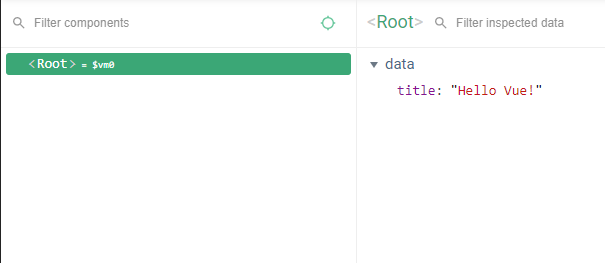 Filter components
<Root> = $vm0
<Root> Filter inspected data
data
title: "Hello Vue!"